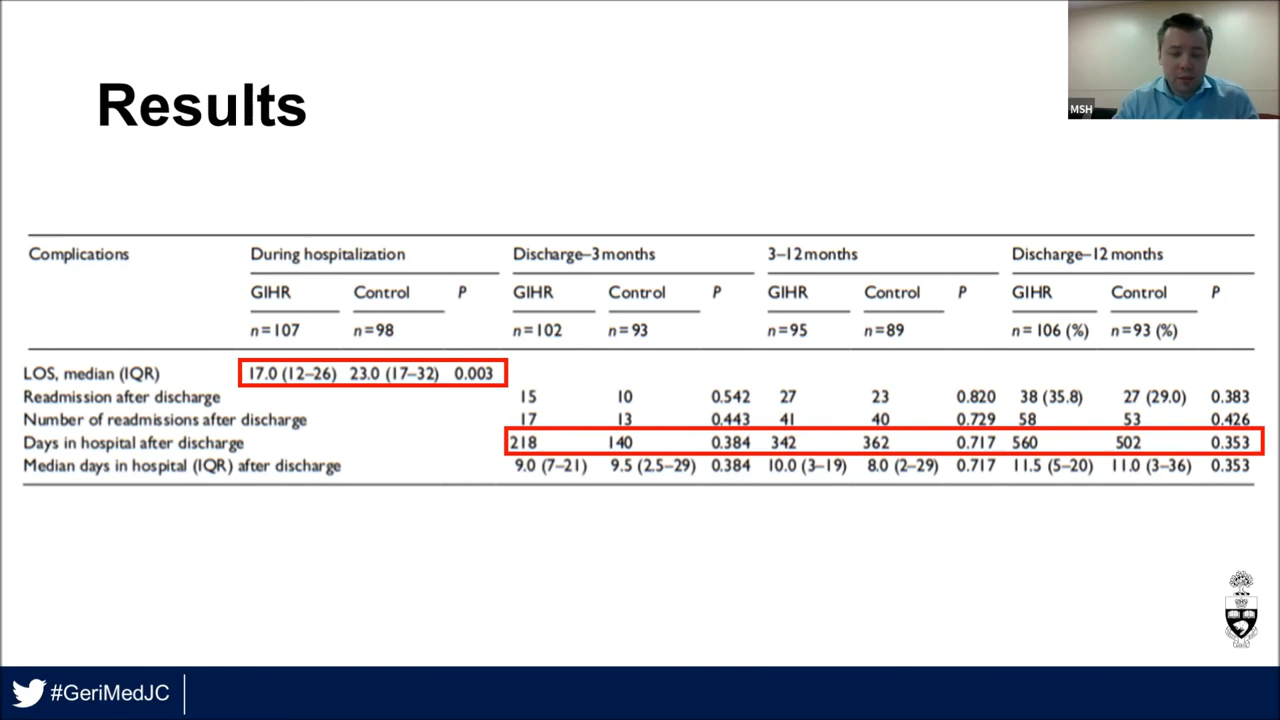 MSH
Results
Complications During hospitalization Discharge–3 months 3–12 months Discharge–12 months
GIHR Control P GIHR Control P GIHR Control P GIHR Control P
n=107 n=98 n=102 n=93 n=95 n=89 n=106 (%) n=93 (%)
LOS, median (IQR) 17.0 (12–26) 23.0 (17–32) 0.003
Readmission after discharge 15 10 0.542 27 23 0.820 38 (35.8) 27 (29.0) 0.383
Number of readmissions after discharge 17 13 0.443 41 40 0.729 58 53 0.426
Days in hospital after discharge 218 140 0.384 342 362 0.717 560 502 0.353
Median days in hospital (IQR) after discharge 9.0 (7–21) 9.5 (2.5–29) 0.384 10.0 (3–19) 8.0 (2–29) 0.717 11.5 (5–20) 11.0 (3–36) 0.353
#GeriMedJC